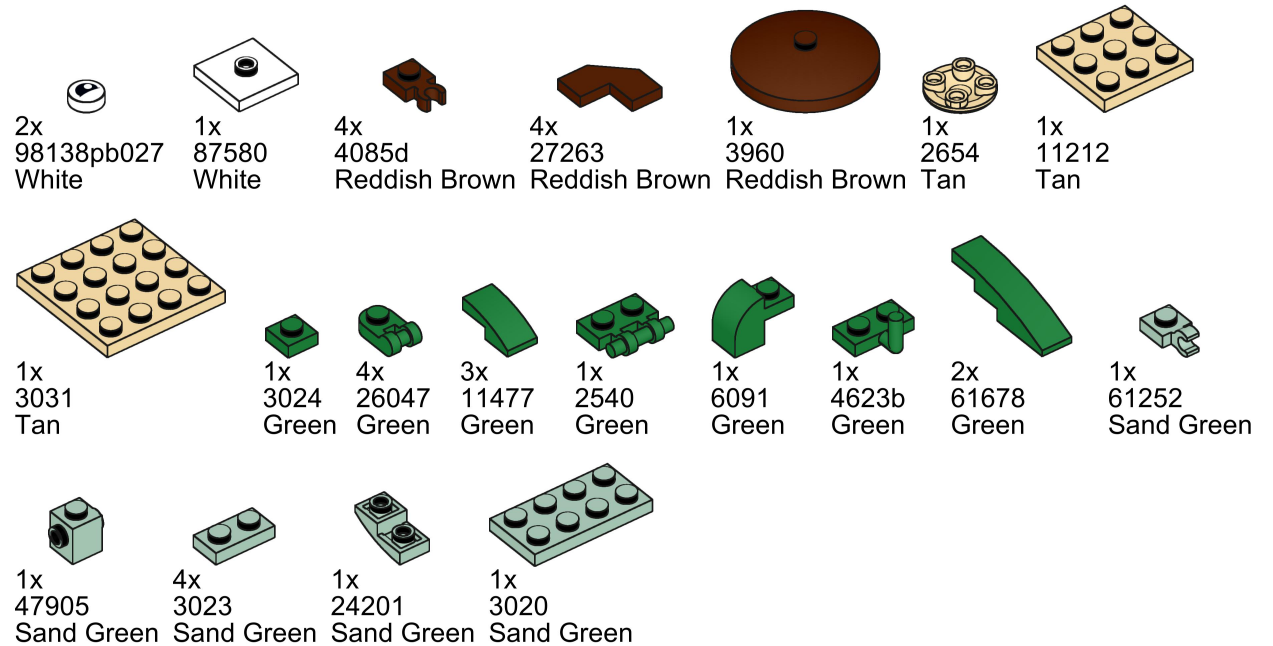 2x 1x 4x 4x 1x 1x 1x
98138pb027 87580 4085d 27263 3960 2654 11212
White White Reddish Brown Reddish Brown Reddish Brown Tan Tan
1x 1x 4x 3x 1x 1x 1x 2x 1x
3031 3024 26047 11477 2540 6091 4623b 61678 61252
Tan Green Green Green Green Green Green Green Sand Green
1x 4x 1x 1x
47905 3023 24201 3020
Sand Green Sand Green Sand Green Sand Green